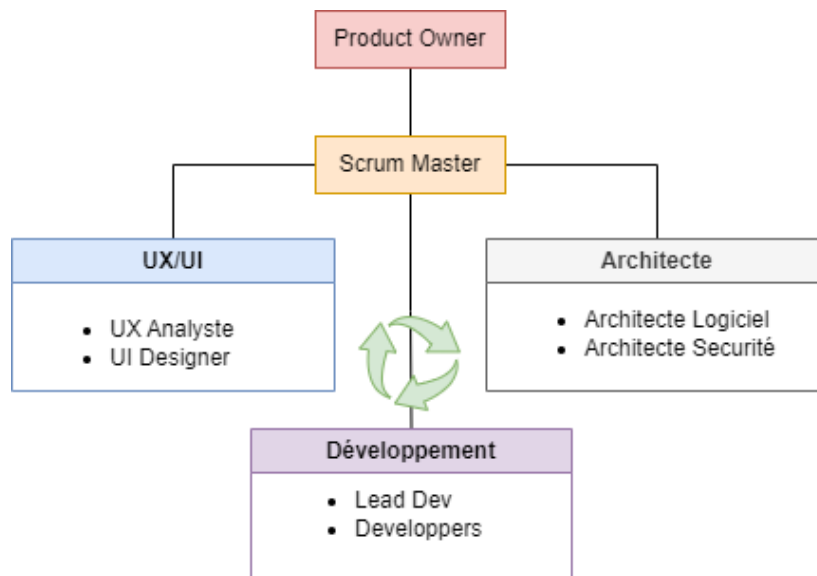 Product Owner
Scrum Master
UX/UI
• UX Analyste
• UI Designer
Architecte
• Architecte Logiciel
• Architecte Securité
Développement
• Lead Dev
• Developpers